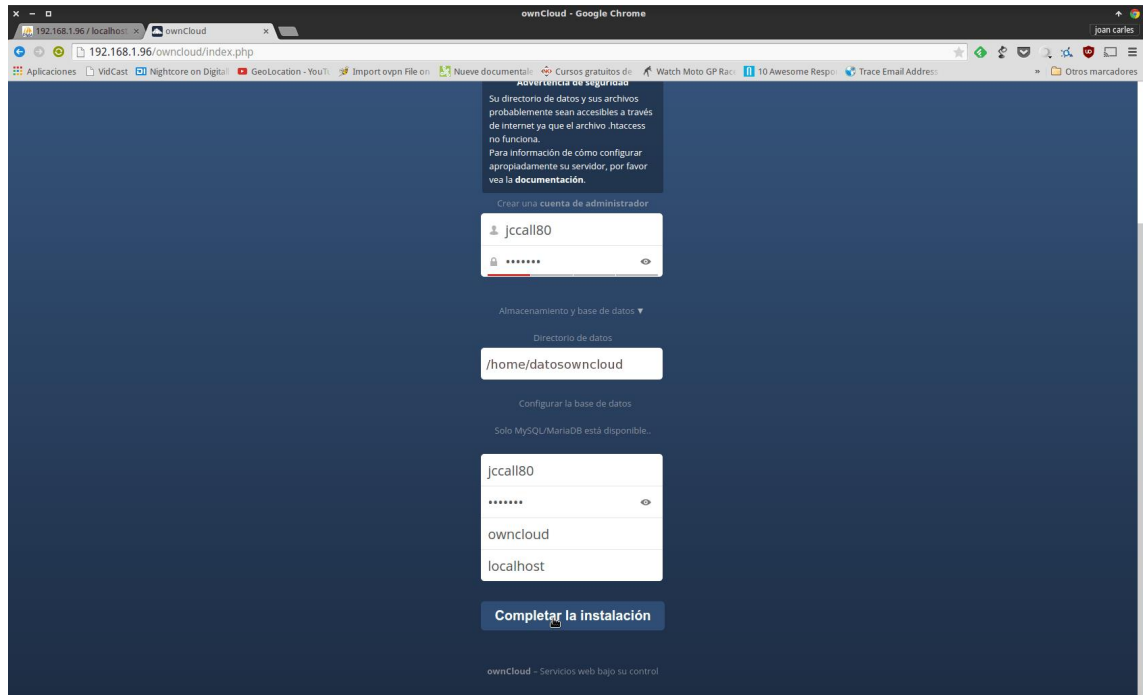 ownCloud - Google Chrome
192.168.1.96 / localhost
ownCloud
joan carles
192.168.1.96/owncloud/index.php
Aplicaciones VidCast Nightcore on Digital GeoLocation - YouTu Import ovpn File on Nueve documentale Cursos gratuitos de Watch Moto GP Race 10 Awesome Respo Trace Email Address » Otros marcadores
Advertencia de seguridad
Su directorio de datos y sus archivos
probablemente sean accesibles a través
de internet ya que el archivo .htaccess
no funciona.
Para información de cómo configurar
apropiadamente su servidor, por favor
vea la documentación.
Crear una cuenta de administrador
jccall80
•••••••
Almacenamiento y base de datos ▼
Directorio de datos
/home/datosowncloud
Configurar la base de datos
Solo MySQL/MariaDB está disponible..
jccall80
•••••••
owncloud
localhost
Completar la instalación
ownCloud – Servicios web bajo su control